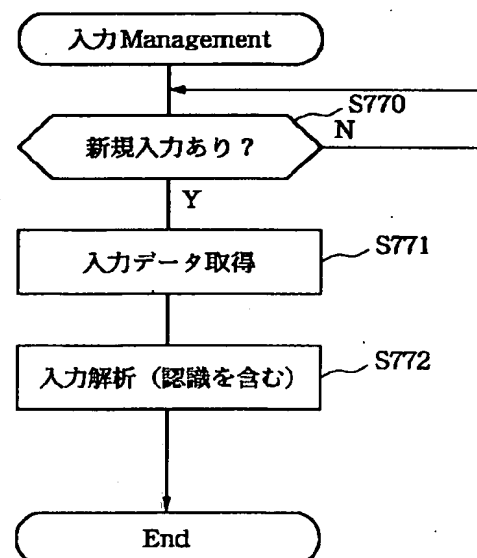 入力Management
S770
新規入力あり?
N
Y
入力データ取得
S771
入力解析(認識を含む)
S772
End